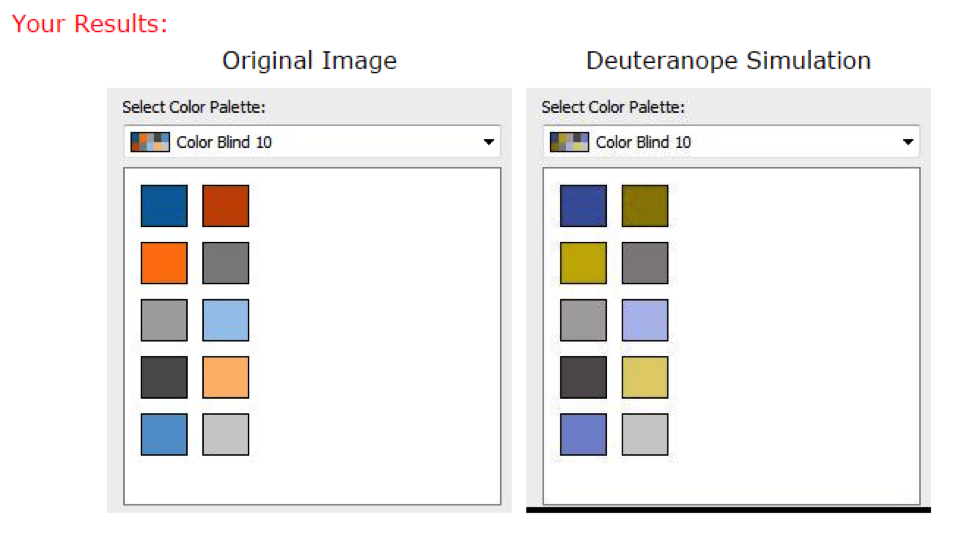 Your Results:
Original Image
Deuteranope Simulation
Select Color Palette:
Color Blind 10
Select Color Palette:
Color Blind 10